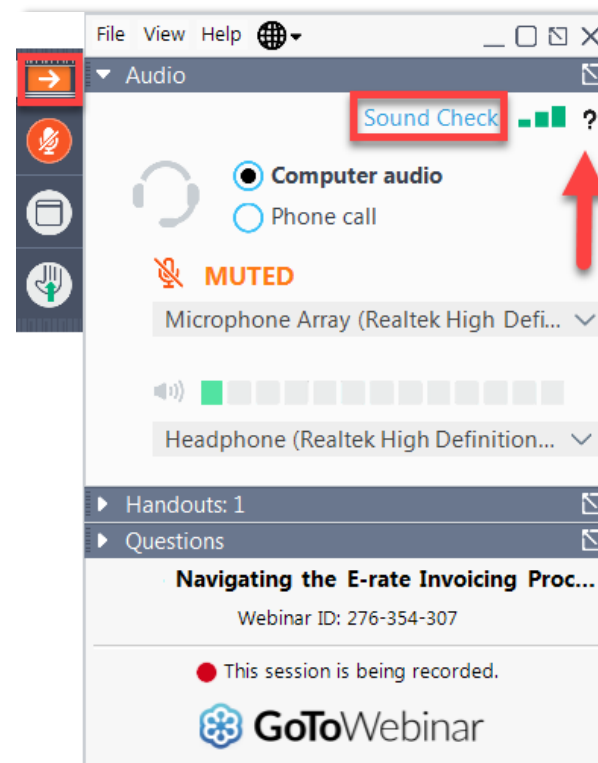 File View Help
Audio
Sound Check ?
Computer audio
Phone call
MUTED
Microphone Array (Realtek High Defi...
Headphone (Realtek High Definition...
Handouts: 1
Questions
Navigating the E-rate Invoicing Proc...
Webinar ID: 276-354-307
This session is being recorded.
GoToWebinar